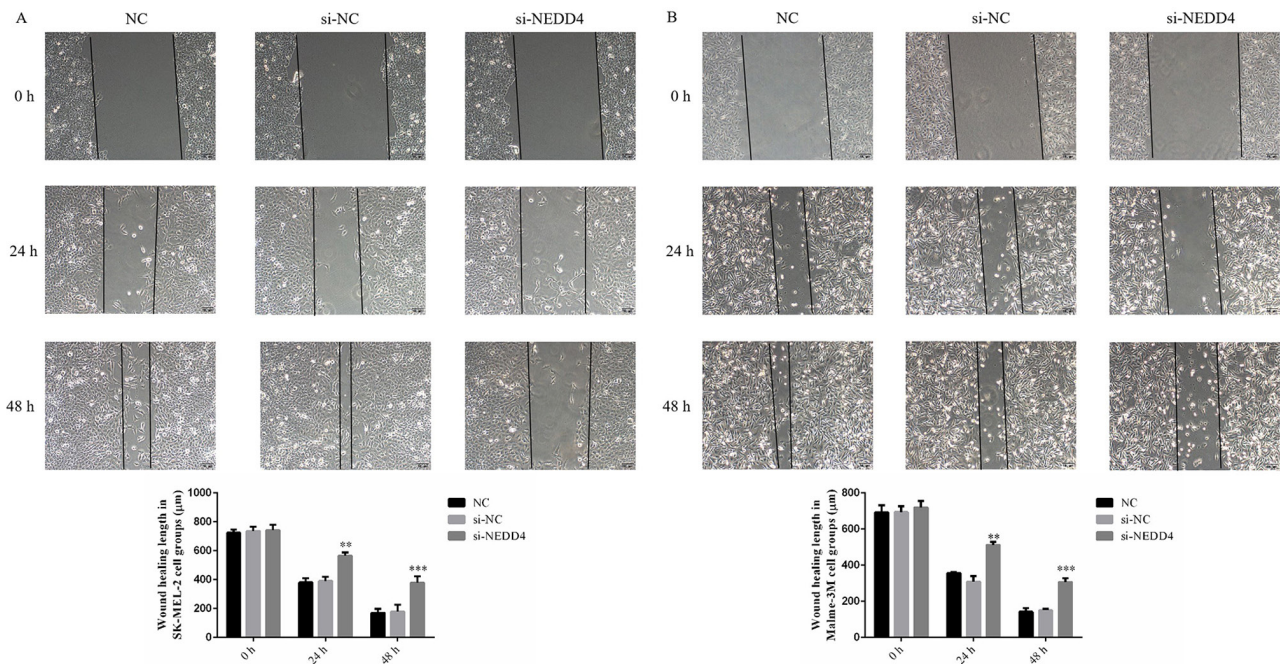 A
NC
si-NC
si-NEDD4
B
NC
si-NC
si-NEDD4
0 h
0 h
24 h
24 h
48 h
48 h
Wound healing length in
SK-MEL-2 cell groups (μm)
1000
800
600
400
200
0
**
***
0 h
24 h
48 h
NC
si-NC
si-NEDD4
Wound healing length in
Malme-3M cell groups (μm)
800
600
400
200
0
**
***
0 h
24 h
48 h
NC
si-NC
si-NEDD4